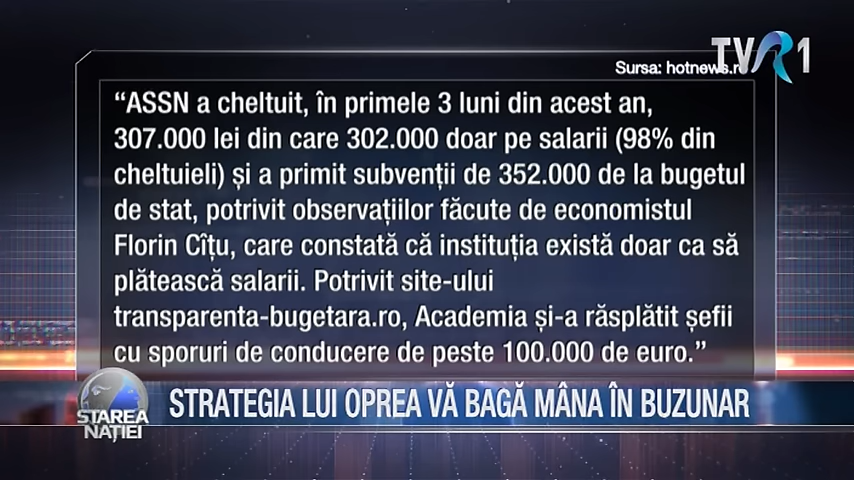 TVR1
Sursa: hotnews.ro
“ASSN a cheltuit, în primele 3 luni din acest an,
307.000 lei din care 302.000 doar pe salarii (98% din
cheltuieli) și a primit subvenții de 352.000 de la bugetul
de stat, potrivit observațiilor făcute de economistul
Florin Cîțu, care constată că instituția există doar ca să
plătească salarii. Potrivit site-ului
transparenta-bugetara.ro, Academia și-a răsplătit șefii
cu sporuri de conducere de peste 100.000 de euro.”
STRATEGIA LUI OPREA VĂ BAGĂ MÂNA ÎN BUZUNAR
STAREA
NAȚIEI